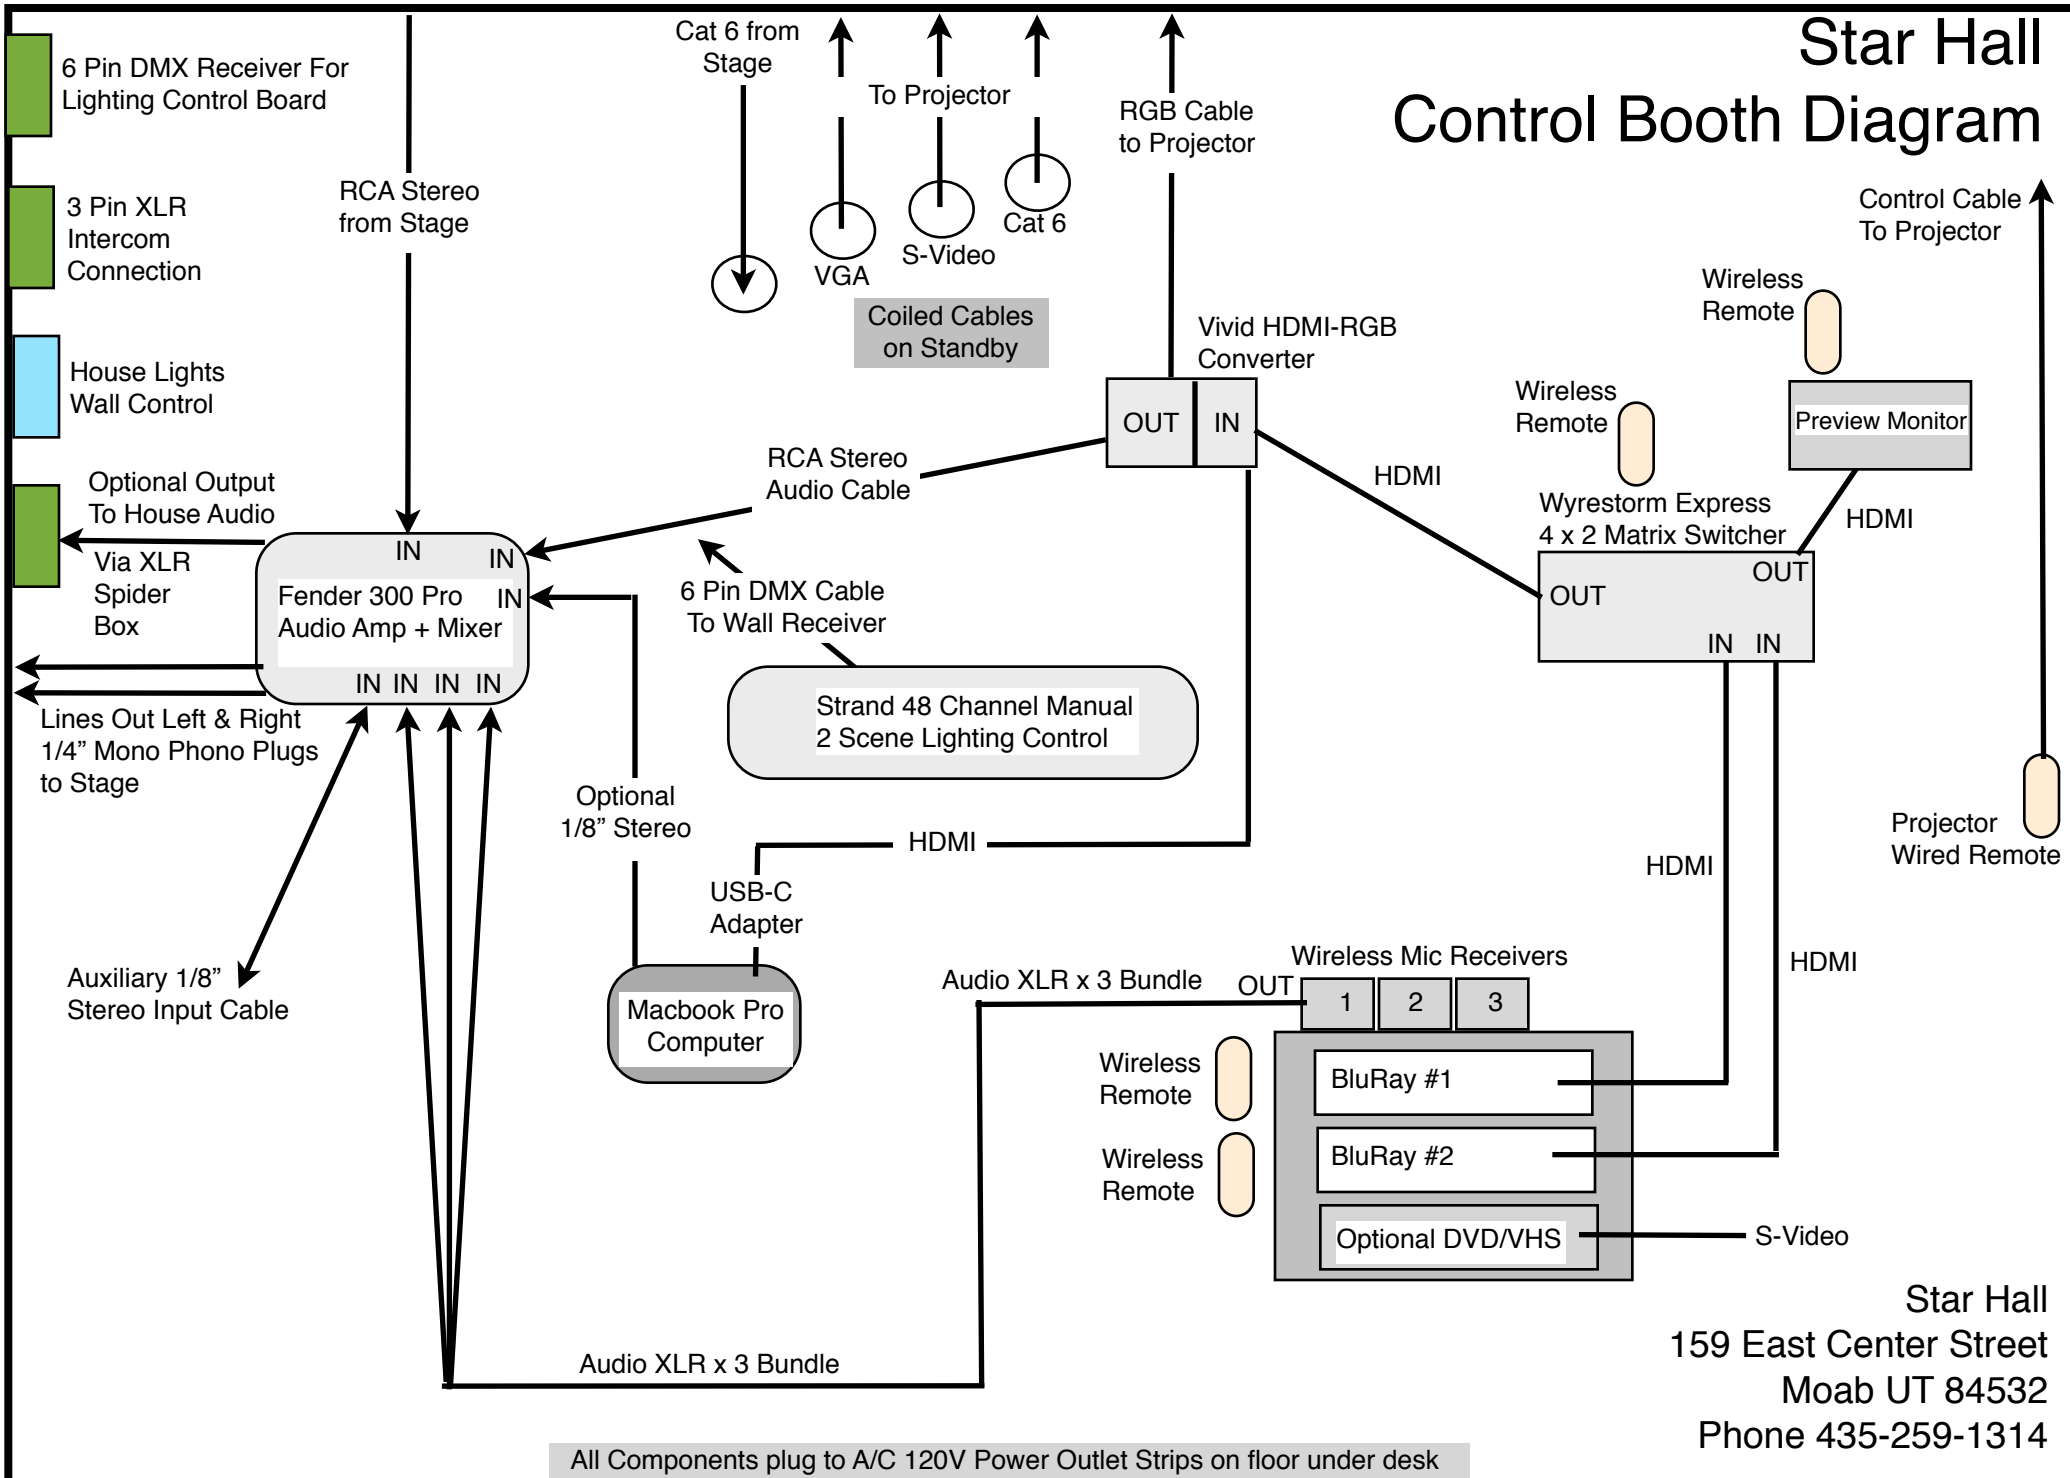 Star Hall
Control Booth Diagram
6 Pin DMX Receiver For
Lighting Control Board
3 Pin XLR
Intercom
Connection
House Lights
Wall Control
Optional Output
To House Audio
Via XLR
Spider
Box
RCA Stereo
from Stage
Cat 6 from
Stage
To Projector
VGA
S-Video
Cat 6
Coiled Cables
on Standby
RGB Cable
to Projector
Control Cable
To Projector
Wireless
Remote
Preview Monitor
Vivid HDMI-RGB
Converter
OUT
IN
Wireless
Remote
HDMI
HDMI
Wyrestorm Express
4 x 2 Matrix Switcher
OUT
OUT
IN
IN
RCA Stereo
Audio Cable
IN
IN
IN
Fender 300 Pro
Audio Amp + Mixer
IN IN IN IN
6 Pin DMX Cable
To Wall Receiver
Strand 48 Channel Manual
2 Scene Lighting Control
Lines Out Left & Right
1/4” Mono Phono Plugs
to Stage
Optional
1/8” Stereo
HDMI
USB-C
Adapter
Projector
Wired Remote
HDMI
HDMI
Auxiliary 1/8”
Stereo Input Cable
Macbook Pro
Computer
Audio XLR x 3 Bundle
OUT
Wireless Mic Receivers
1
2
3
Wireless
Remote
BluRay #1
Wireless
Remote
BluRay #2
Optional DVD/VHS
S-Video
Audio XLR x 3 Bundle
Star Hall
159 East Center Street
Moab UT 84532
Phone 435-259-1314
All Components plug to A/C 120V Power Outlet Strips on floor under desk